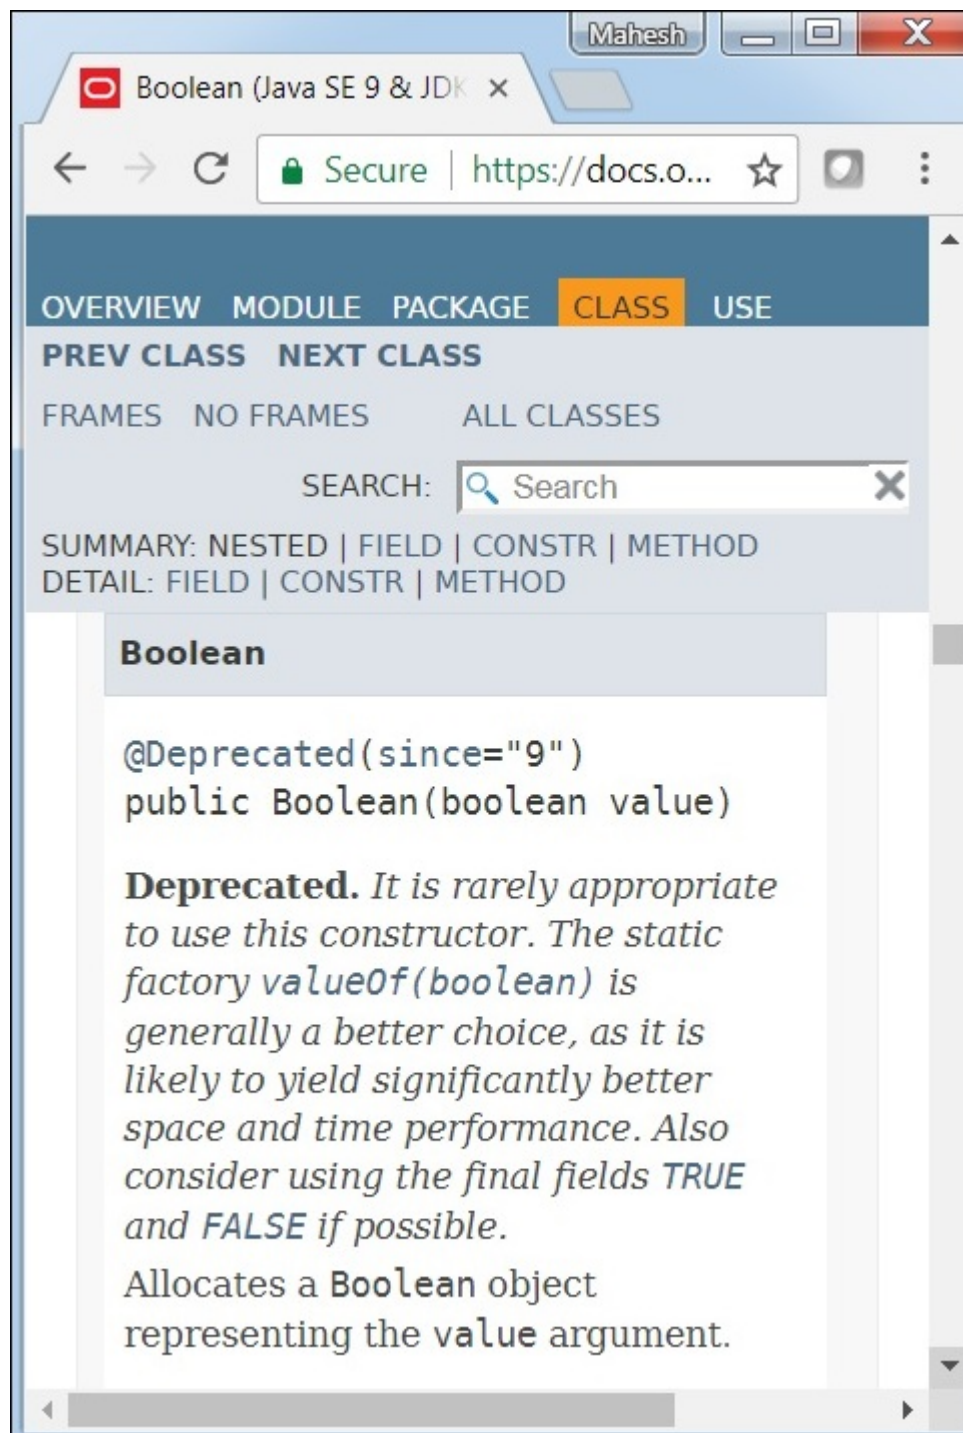 Mahesh
Boolean (Java SE 9 & JDK
Secure | https://docs.o...
OVERVIEW MODULE PACKAGE CLASS USE
PREV CLASS NEXT CLASS
FRAMES NO FRAMES ALL CLASSES
SEARCH: Search
SUMMARY: NESTED | FIELD | CONSTR | METHOD
DETAIL: FIELD | CONSTR | METHOD
Boolean
@Deprecated(since="9")
public Boolean(boolean value)
Deprecated. It is rarely appropriate
to use this constructor. The static
factory valueOf(boolean) is
generally a better choice, as it is
likely to yield significantly better
space and time performance. Also
consider using the final fields TRUE
and FALSE if possible.
Allocates a Boolean object
representing the value argument.